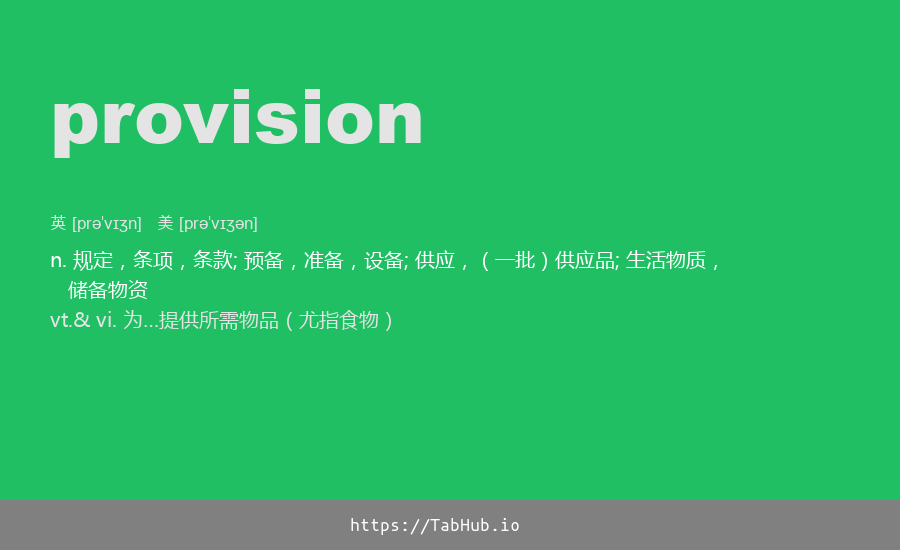 provision
英 [prə'vɪʒn] 美 [prəˈvɪʒən]
n. 规定，条项，条款; 预备，准备，设备; 供应，（一批）供应品; 生活物质，
储备物资
vt.& vi. 为...提供所需物品（尤指食物）
https://TabHub.io